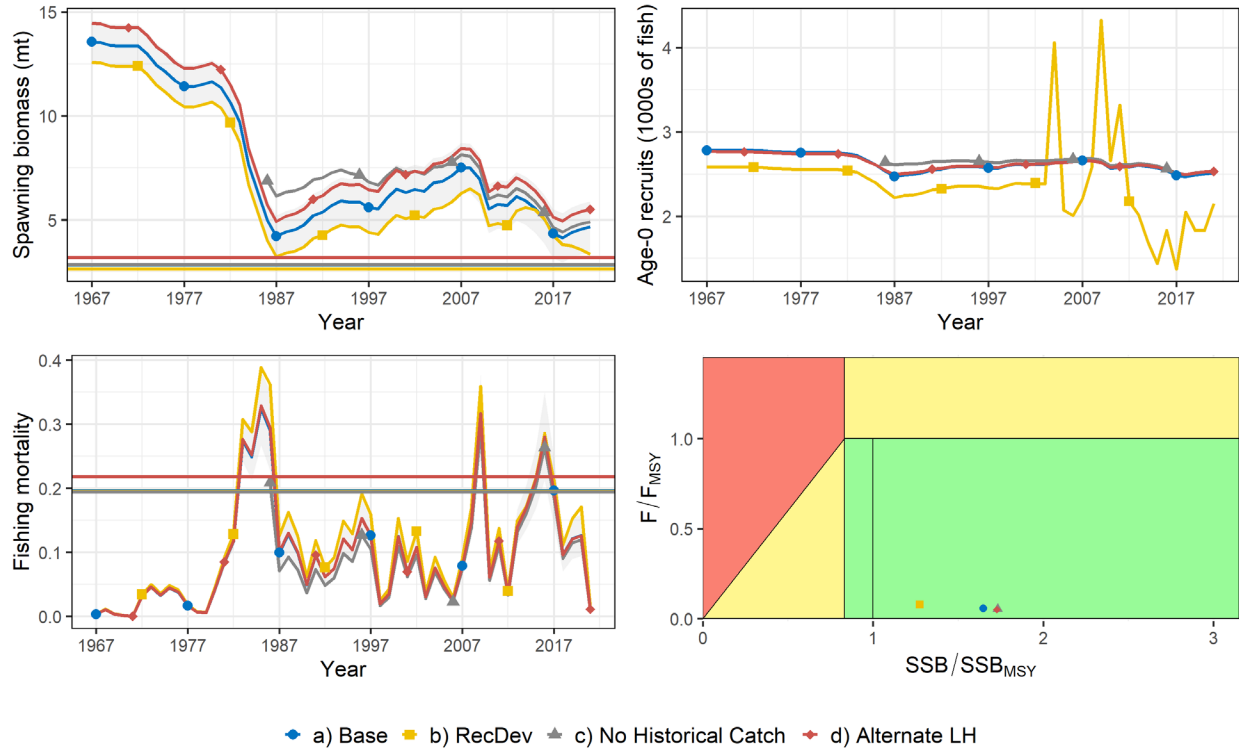 Spawning biomass (mt)
15
10
5
1967 1977 1987 1997 2007 2017
Year
Age-0 recruits (1000s of fish)
4
3
2
1967 1977 1987 1997 2007 2017
Year
Fishing mortality
0.4
0.3
0.2
0.1
0.0
1967 1977 1987 1997 2007 2017
Year
F/FMSY
1.0
0.5
0.0
0 1 2 3
SSB/SSBMSY
a) Base b) RecDev c) No Historical Catch d) Alternate LH